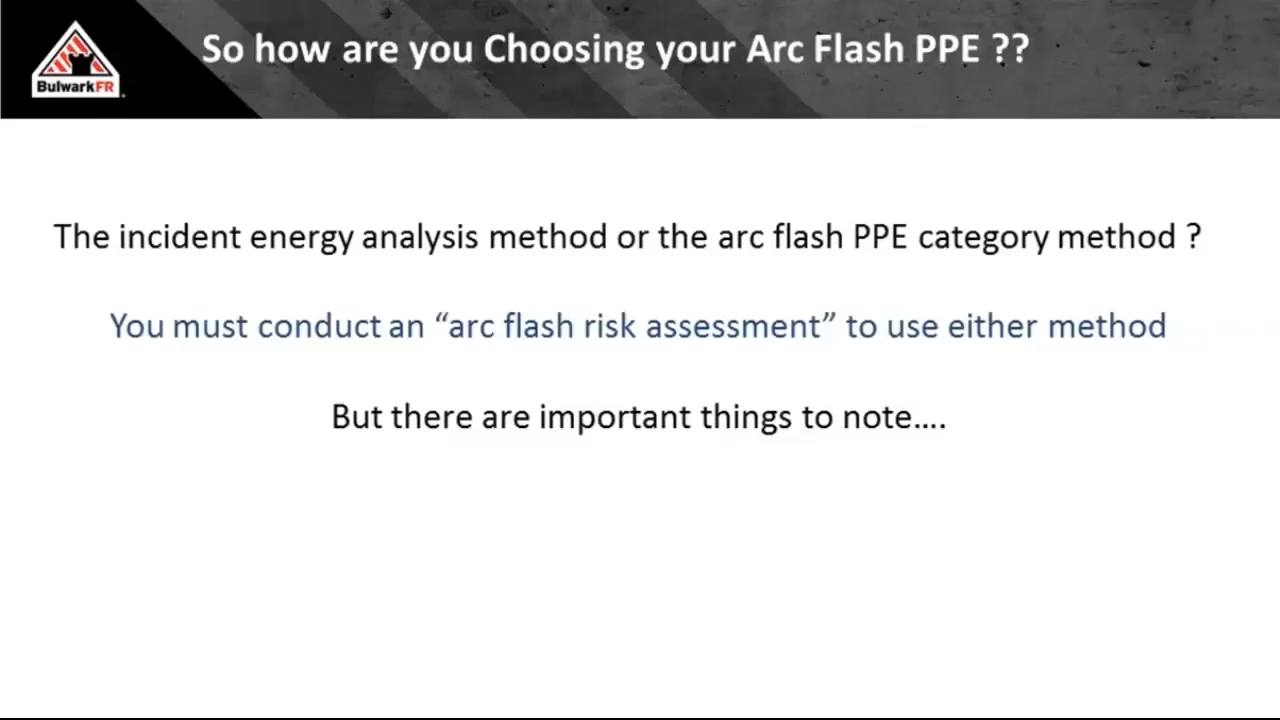 So how are you Choosing your Arc Flash PPE ??
BulwarkFR
The incident energy analysis method or the arc flash PPE category method ?
You must conduct an “arc flash risk assessment” to use either method
But there are important things to note….